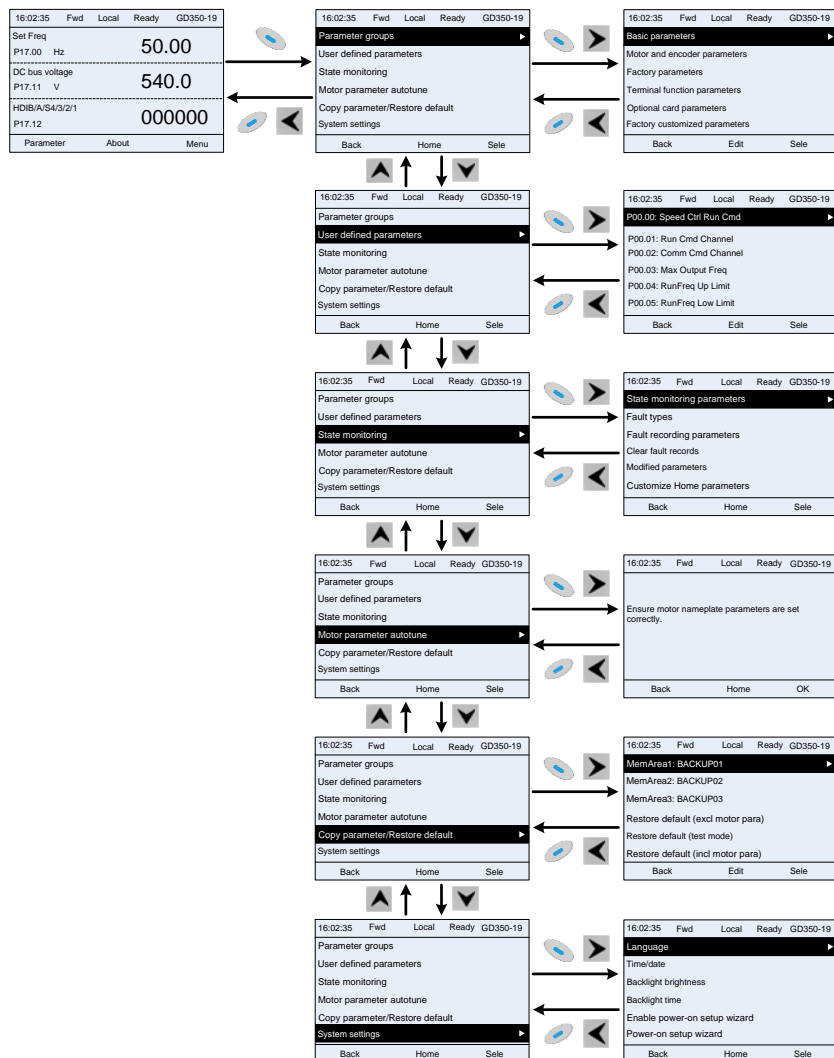 16:02:35 Fwd Local Ready GD350-19
Set Freq
P17.00 Hz 50.00
DC bus voltage
P17.11 V 540.0
HDIB/A/S4/3/2/1
P17.12 000000
Parameter About Menu
16:02:35 Fwd Local Ready GD350-19
Parameter groups
User defined parameters
State monitoring
Motor parameter autotune
Copy parameter/Restore default
System settings
Back Home Sele
16:02:35 Fwd Local Ready GD350-19
Basic parameters
Motor and encoder parameters
Factory parameters
Terminal function parameters
Optional card parameters
Factory customized parameters
Back Edit Sele
16:02:35 Fwd Local Ready GD350-19
Parameter groups
User defined parameters
State monitoring
Motor parameter autotune
Copy parameter/Restore default
System settings
Back Home Sele
16:02:35 Fwd Local Ready GD350-19
P00.00: Speed Ctrl Run Cmd
P00.01: Run Cmd Channel
P00.02: Comm Cmd Channel
P00.03: Max Output Freq
P00.04: RunFreq Up Limit
P00.05: RunFreq Low Limit
Back Edit Sele
16:02:35 Fwd Local Ready GD350-19
Parameter groups
User defined parameters
State monitoring
Motor parameter autotune
Copy parameter/Restore default
System settings
Back Home Sele
16:02:35 Fwd Local Ready GD350-19
State monitoring parameters
Fault types
Fault recording parameters
Clear fault records
Modified parameters
Customize Home parameters
Back Home Sele
16:02:35 Fwd Local Ready GD350-19
Parameter groups
User defined parameters
State monitoring
Motor parameter autotune
Copy parameter/Restore default
System settings
Back Home Sele
16:02:35 Fwd Local Ready GD350-19
Ensure motor nameplate parameters are set
correctly.
Back Home OK
16:02:35 Fwd Local Ready GD350-19
Parameter groups
User defined parameters
State monitoring
Motor parameter autotune
Copy parameter/Restore default
System settings
Back Home Sele
16:02:35 Fwd Local Ready GD350-19
MemArea1: BACKUP01
MemArea2: BACKUP02
MemArea3: BACKUP03
Restore default (excl motor para)
Restore default (test mode)
Restore default (incl motor para)
Back Edit Sele
16:02:35 Fwd Local Ready GD350-19
Parameter groups
User defined parameters
State monitoring
Motor parameter autotune
Copy parameter/Restore default
System settings
Back Home Sele
16:02:35 Fwd Local Ready GD350-19
Language
Time/date
Backlight brightness
Backlight time
Enable power-on setup wizard
Power-on setup wizard
Back Home Sele